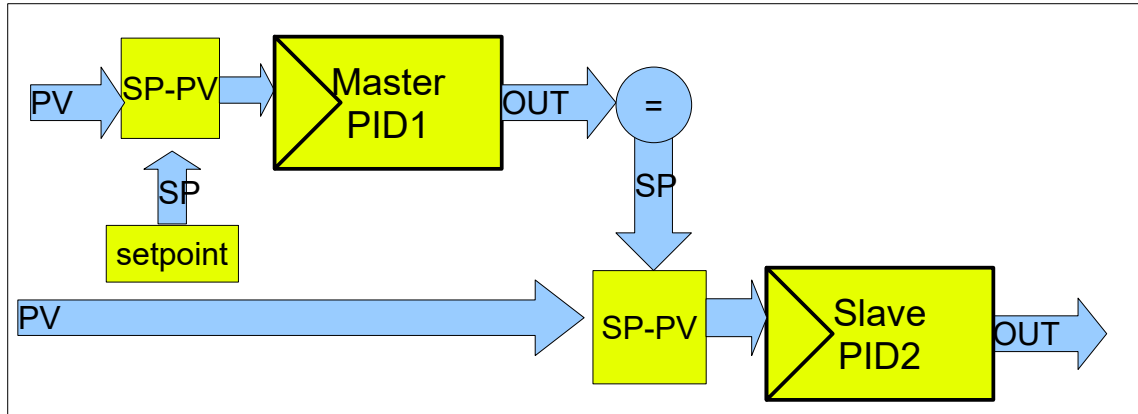 PV
SP-PV
Master
PID1
OUT
=
SP
setpoint
SP
PV
SP-PV
Slave
PID2
OUT